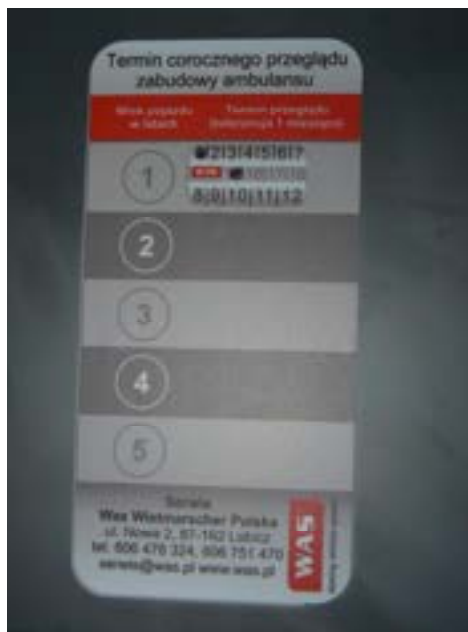 Termin corocznego przeglądu
zabudowy ambulansu
Wiek pojazdu Termin przeglądu
w latach (tolerancja 1 miesiąc)
1
2|3|4|5|6|7
8|9|10|11|12
2
3
4
5
Serwis
Was Wietmarscher Polska
ul. Nowa 2, 87-162 Lubicz
tel. 606 476 324, 606 751 470
serwis@was.pl www.was.pl
WAS